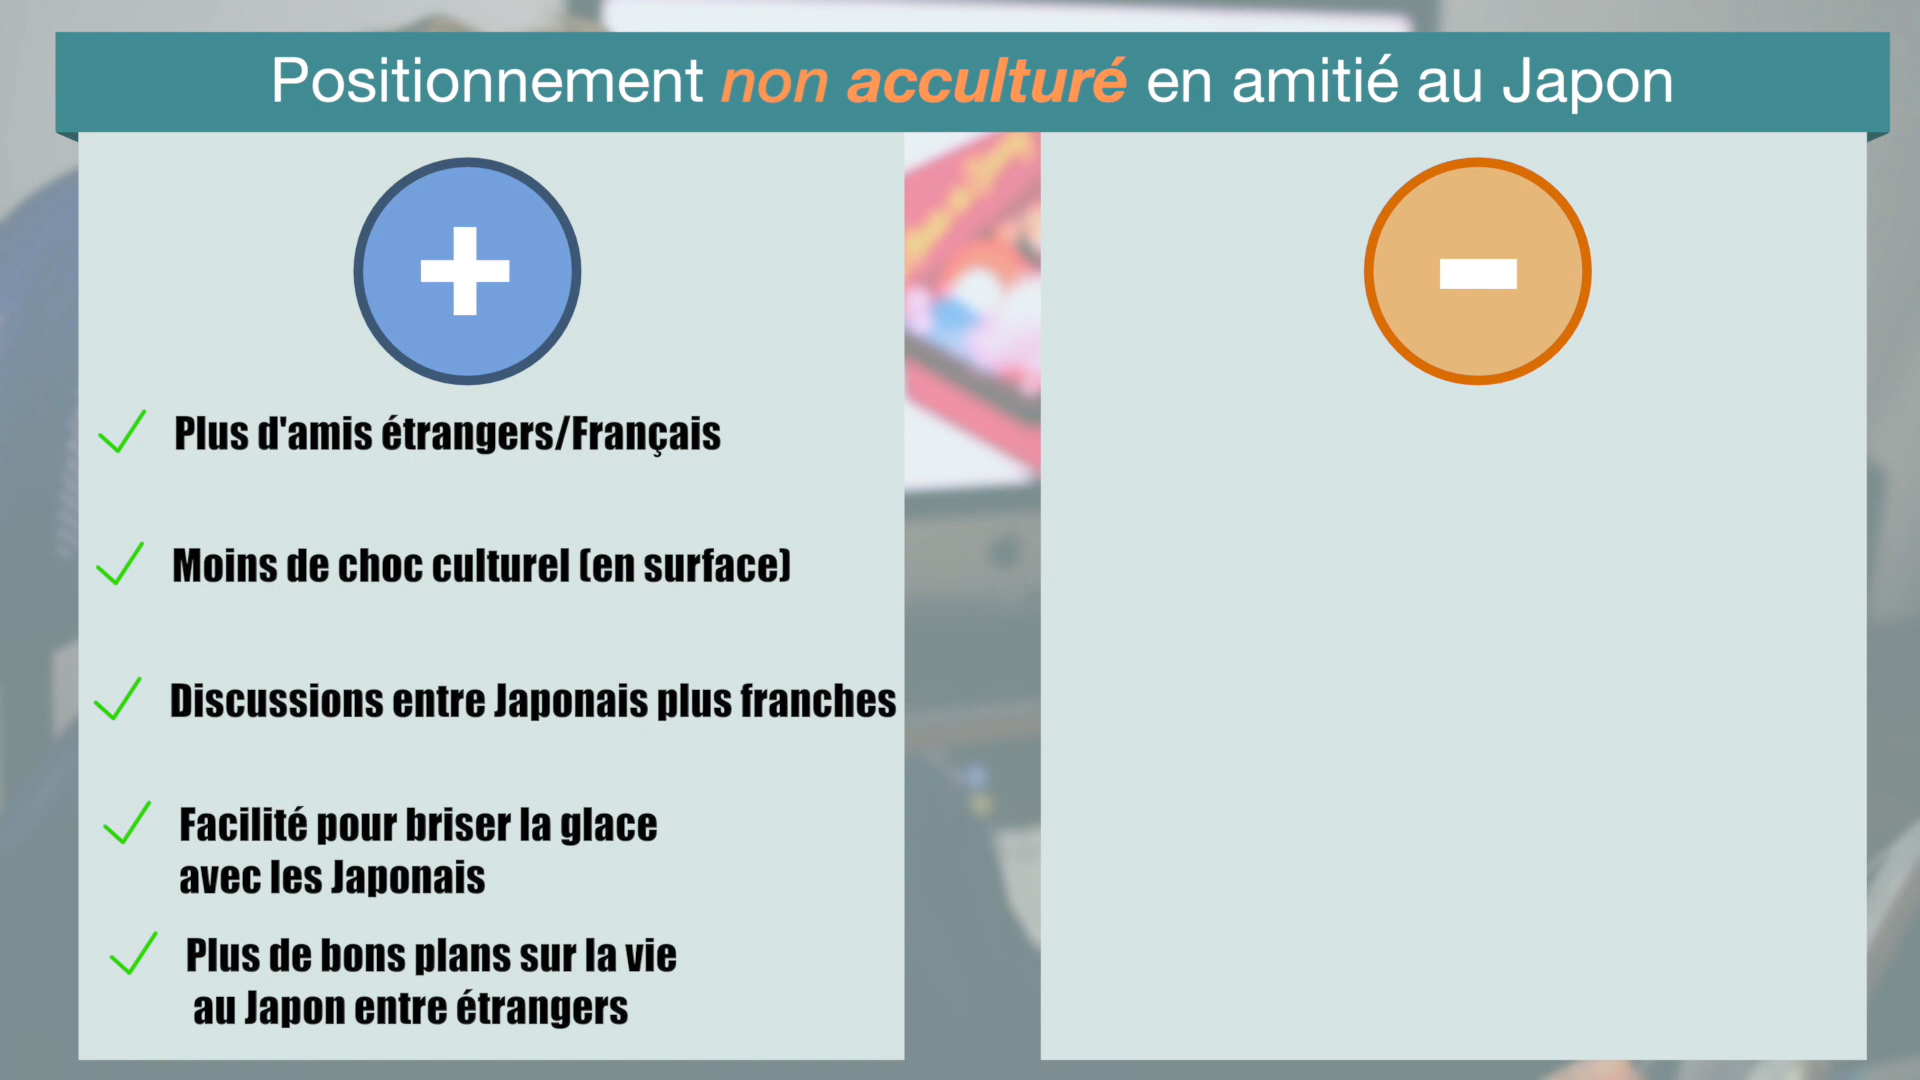 Positionnement non acculturé en amitié au Japon
Plus d'amis étrangers/Français
Moins de choc culturel (en surface)
Discussions entre Japonais plus franches
Facilité pour briser la glace
avec les Japonais
Plus de bons plans sur la vie
au Japon entre étrangers